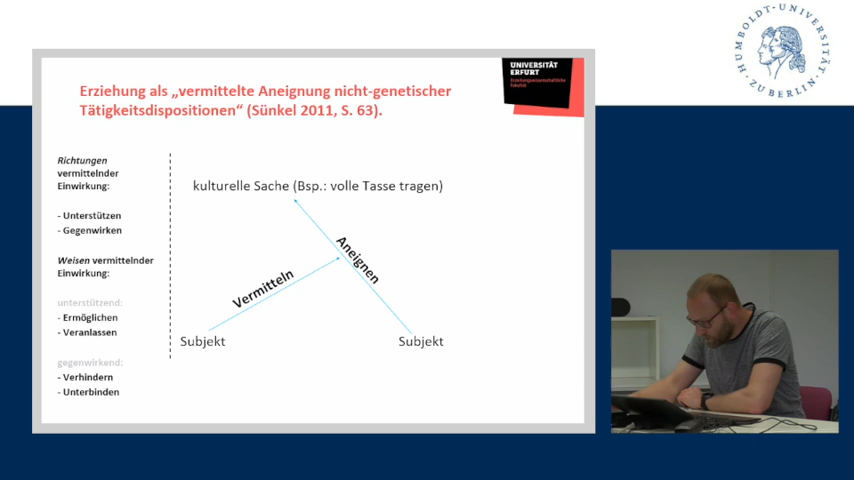 HUMBOLDT-UNIVERSITÄT
ZU BERLIN
UNIVERSITÄT
ERFURT
Erziehungswissenschaftliche
Fakultät
Erziehung als „vermittelte Aneignung nicht-genetischer
Tätigkeitsdispositionen“ (Sünkel 2011, S. 63).
Richtungen
vermittelnder
Einwirkung:
- Unterstützen
- Gegenwirken
Weisen vermittelnder
Einwirkung:
unterstützend:
- Ermöglichen
- Veranlassen
gegenwirkend:
- Verhindern
- Unterbinden
kulturelle Sache (Bsp.: volle Tasse tragen)
Aneignen
Vermitteln
Subjekt
Subjekt